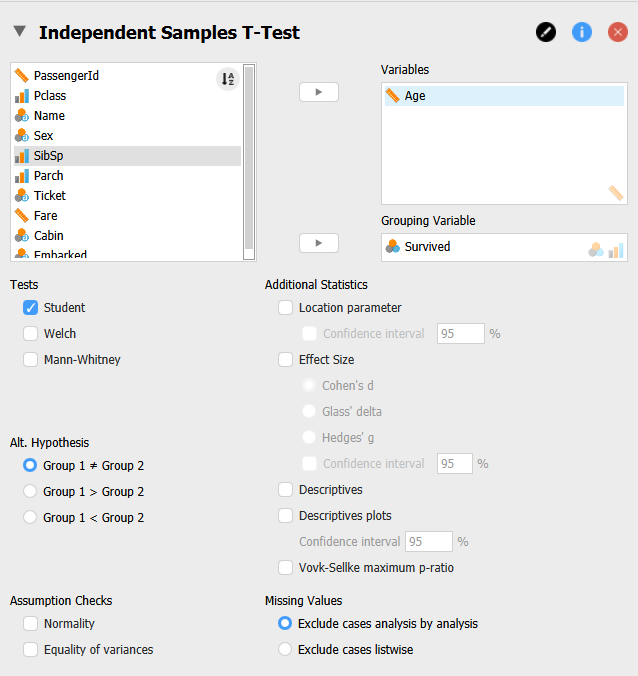 Independent Samples T-Test
PassengerId
Pclass
Name
Sex
SibSp
Parch
Ticket
Fare
Cabin
Embarked
Variables
Age
Grouping Variable
Survived
Tests
Student
Welch
Mann-Whitney
Alt. Hypothesis
Group 1 ≠ Group 2
Group 1 > Group 2
Group 1 < Group 2
Assumption Checks
Normality
Equality of variances
Additional Statistics
Location parameter
Confidence interval 95 %
Effect Size
Cohen's d
Glass' delta
Hedges' g
Confidence interval 95 %
Descriptives
Descriptives plots
Confidence interval 95 %
Vovk-Sellke maximum p-ratio
Missing Values
Exclude cases analysis by analysis
Exclude cases listwise